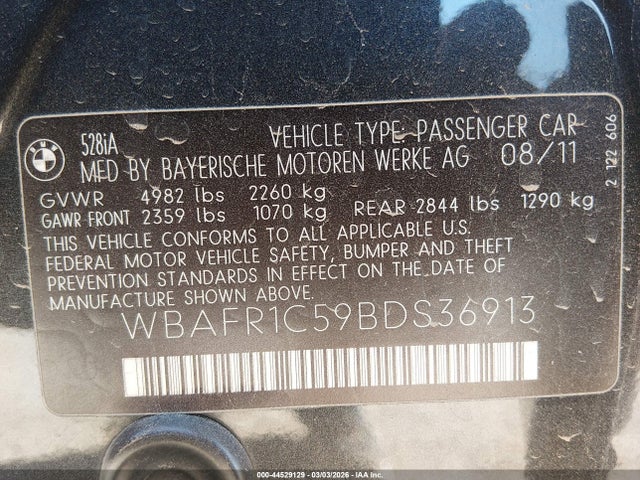 BMW
528iA VEHICLE TYPE: PASSENGER CAR
MFD BY BAYERISCHE MOTOREN WERKE AG 08/11
GVWR 4982 lbs 2260 kg
GAWR FRONT 2359 lbs 1070 kg REAR 2844 lbs 1290 kg
THIS VEHICLE CONFORMS TO ALL APPLICABLE U.S.
FEDERAL MOTOR VEHICLE SAFETY, BUMPER AND THEFT
PREVENTION STANDARDS IN EFFECT ON THE DATE OF
MANUFACTURE SHOWN ABOVE.
WBAFR1C59BDS36913
2 122 606
000-44529129 - 03/03/2026 - IAA Inc.